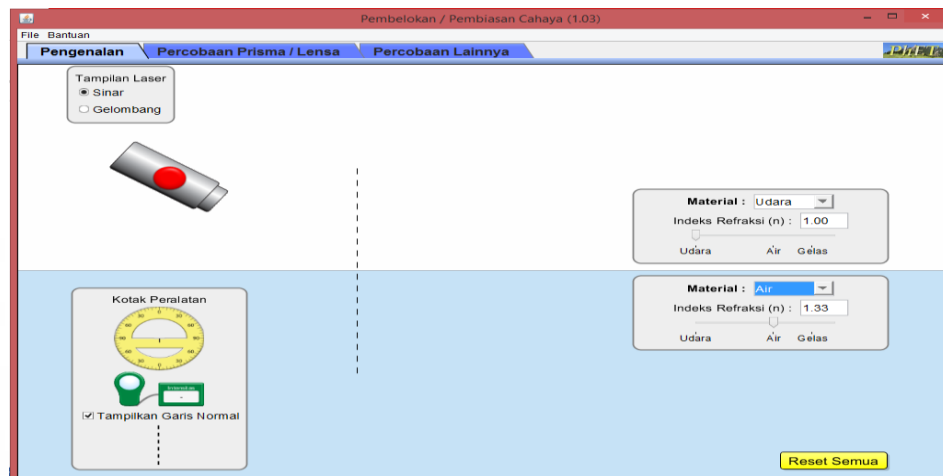 Pembelokan / Pembiasan Cahaya (1.03)
File Bantuan
Pengenalan Percobaan Prisma / Lensa Percobaan Lainnya
Tampilan Laser
Sinar
Gelombang
Material : Udara
Indeks Refraksi (n) : 1.00
Udara Air Gelas
Material : Air
Indeks Refraksi (n) : 1.33
Udara Air Gelas
Kotak Peralatan
Tampilkan Garis Normal
Reset Semua